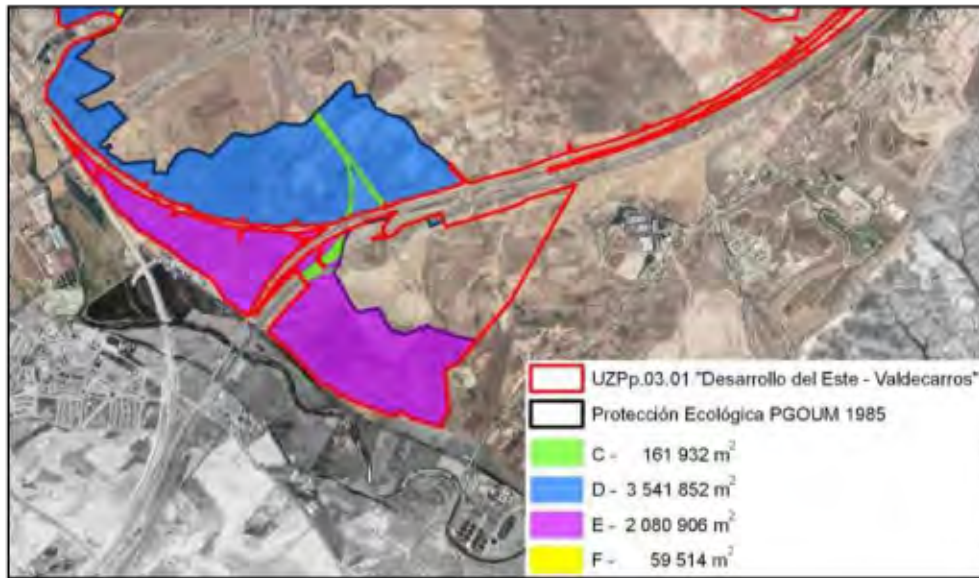 UZPp.03.01 "Desarrollo del Este - Valdecarros"
Protección Ecológica PGOUM 1985
C - 161 932 m²
D - 3 541 852 m²
E - 2 080 906 m²
F - 59 514 m²